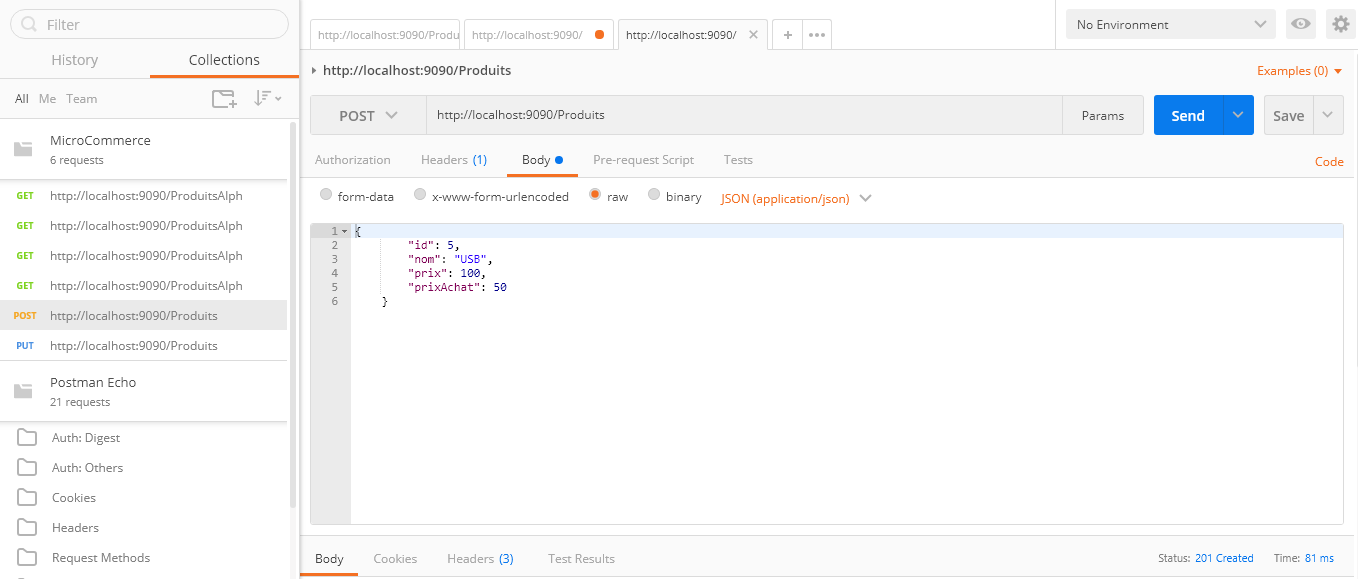 Filter
History Collections
All Me Team
MicroCommerce
6 requests
GET http://localhost:9090/ProduitsAlph
GET http://localhost:9090/ProduitsAlph
GET http://localhost:9090/ProduitsAlph
GET http://localhost:9090/ProduitsAlph
POST http://localhost:9090/Produits
PUT http://localhost:9090/Produits
Postman Echo
21 requests
Auth: Digest
Auth: Others
Cookies
Headers
Request Methods
http://localhost:9090/Produ http://localhost:9090/ http://localhost:9090/
No Environment
http://localhost:9090/Produits
Examples (0)
POST http://localhost:9090/Produits Params Send Save
Authorization Headers (1) Body Pre-request Script Tests Code
form-data x-www-form-urlencoded raw binary JSON (application/json)
1 {
2 "id": 5,
3 "nom": "USB",
4 "prix": 100,
5 "prixAchat": 50
6 }
Body Cookies Headers (3) Test Results Status: 201 Created Time: 81 ms